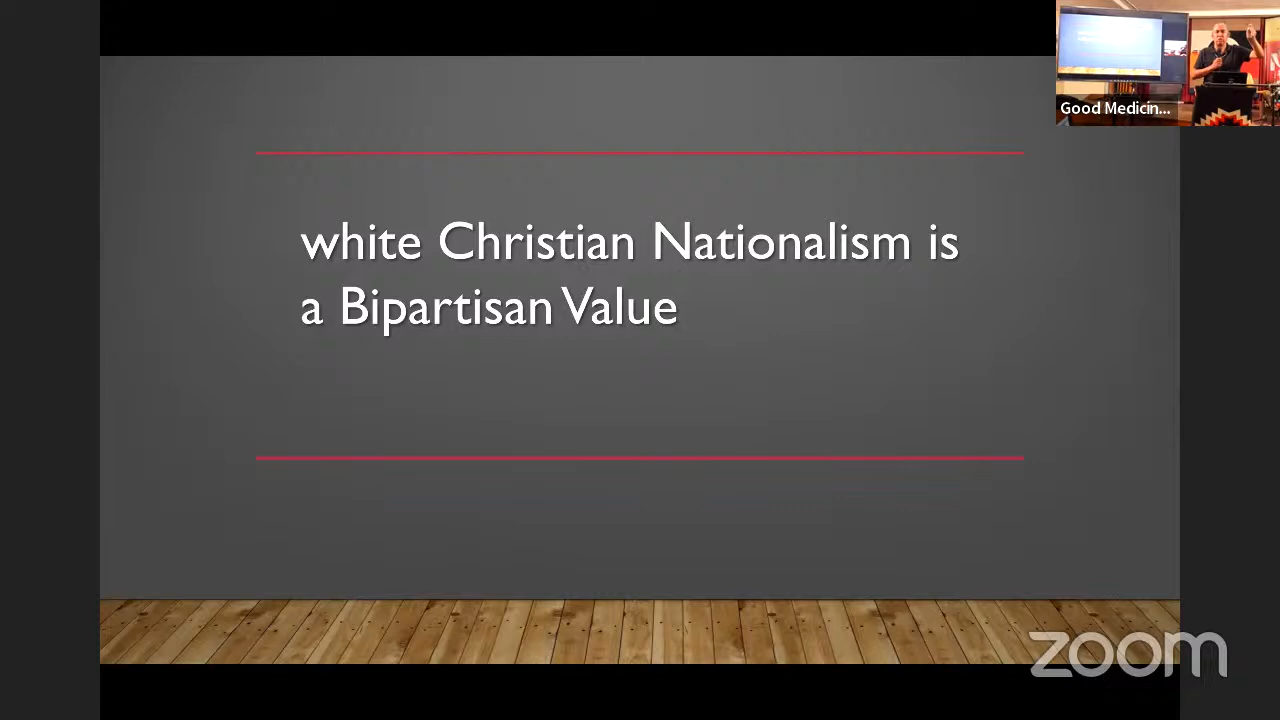 Good Medicin...
white Christian Nationalism is
a Bipartisan Value
zoom